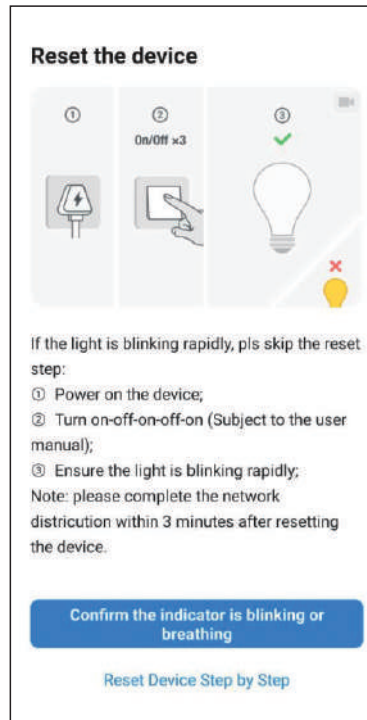 Reset the device
① ② ③
On/Off ×3
If the light is blinking rapidly, pls skip the reset
step:
① Power on the device;
② Turn on-off-on-off-on (Subject to the user
manual);
③ Ensure the light is blinking rapidly;
Note: please complete the network
districution within 3 minutes after resetting
the device.
Confirm the indicator is blinking or
breathing
Reset Device Step by Step